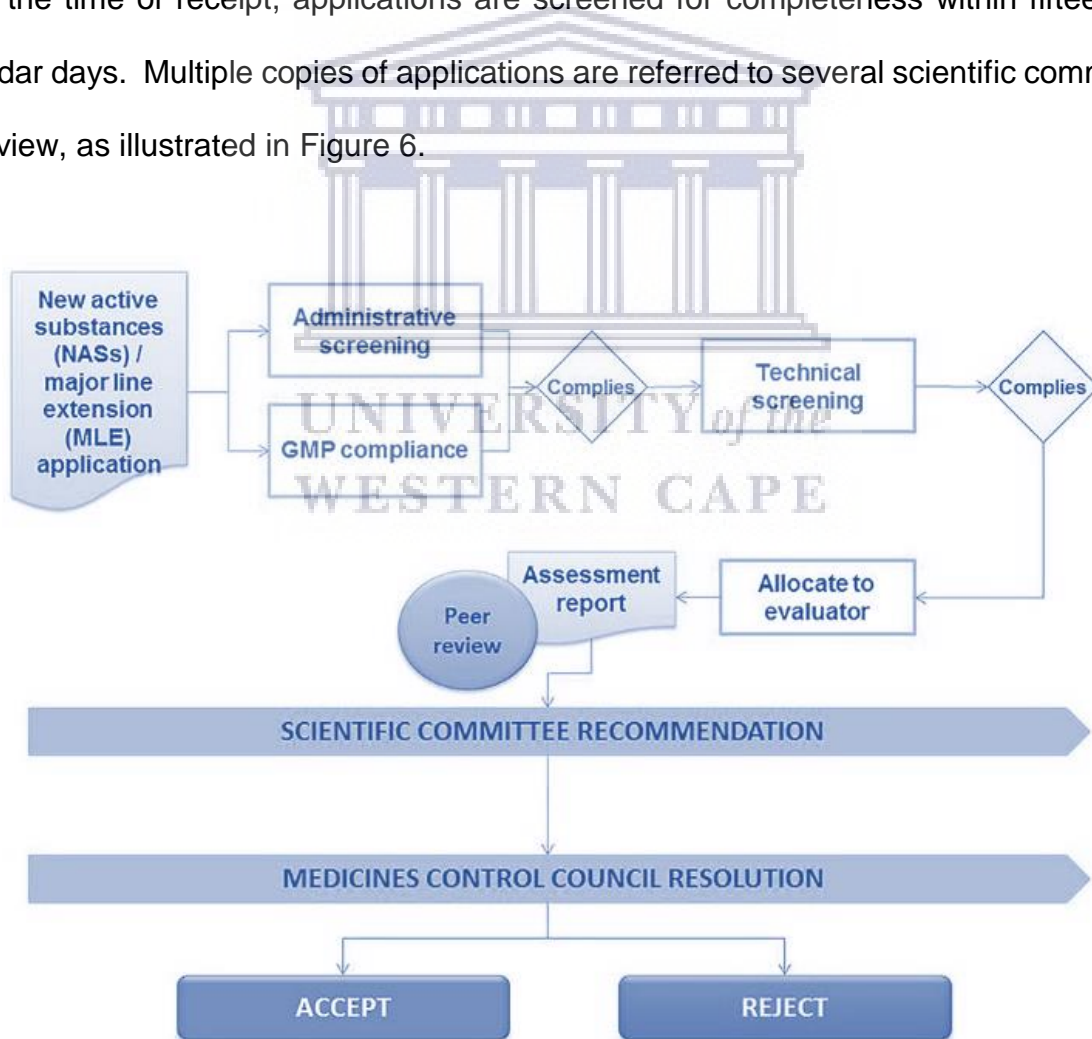 the time of receipt, applications are screened for completeness within fifte
dar days. Multiple copies of applications are referred to several scientific comr
view, as illustrated in Figure 6.
New active
substances
(NASs) /
major line
extension
(MLE)
application
Administrative
screening
GMP compliance
Complies
Technical
screening
Complies
UNIVERSITY of the
WESTERN CAPE
Allocate to
evaluator
Assessment
report
Peer
review
SCIENTIFIC COMMITTEE RECOMMENDATION
MEDICINES CONTROL COUNCIL RESOLUTION
ACCEPT
REJECT